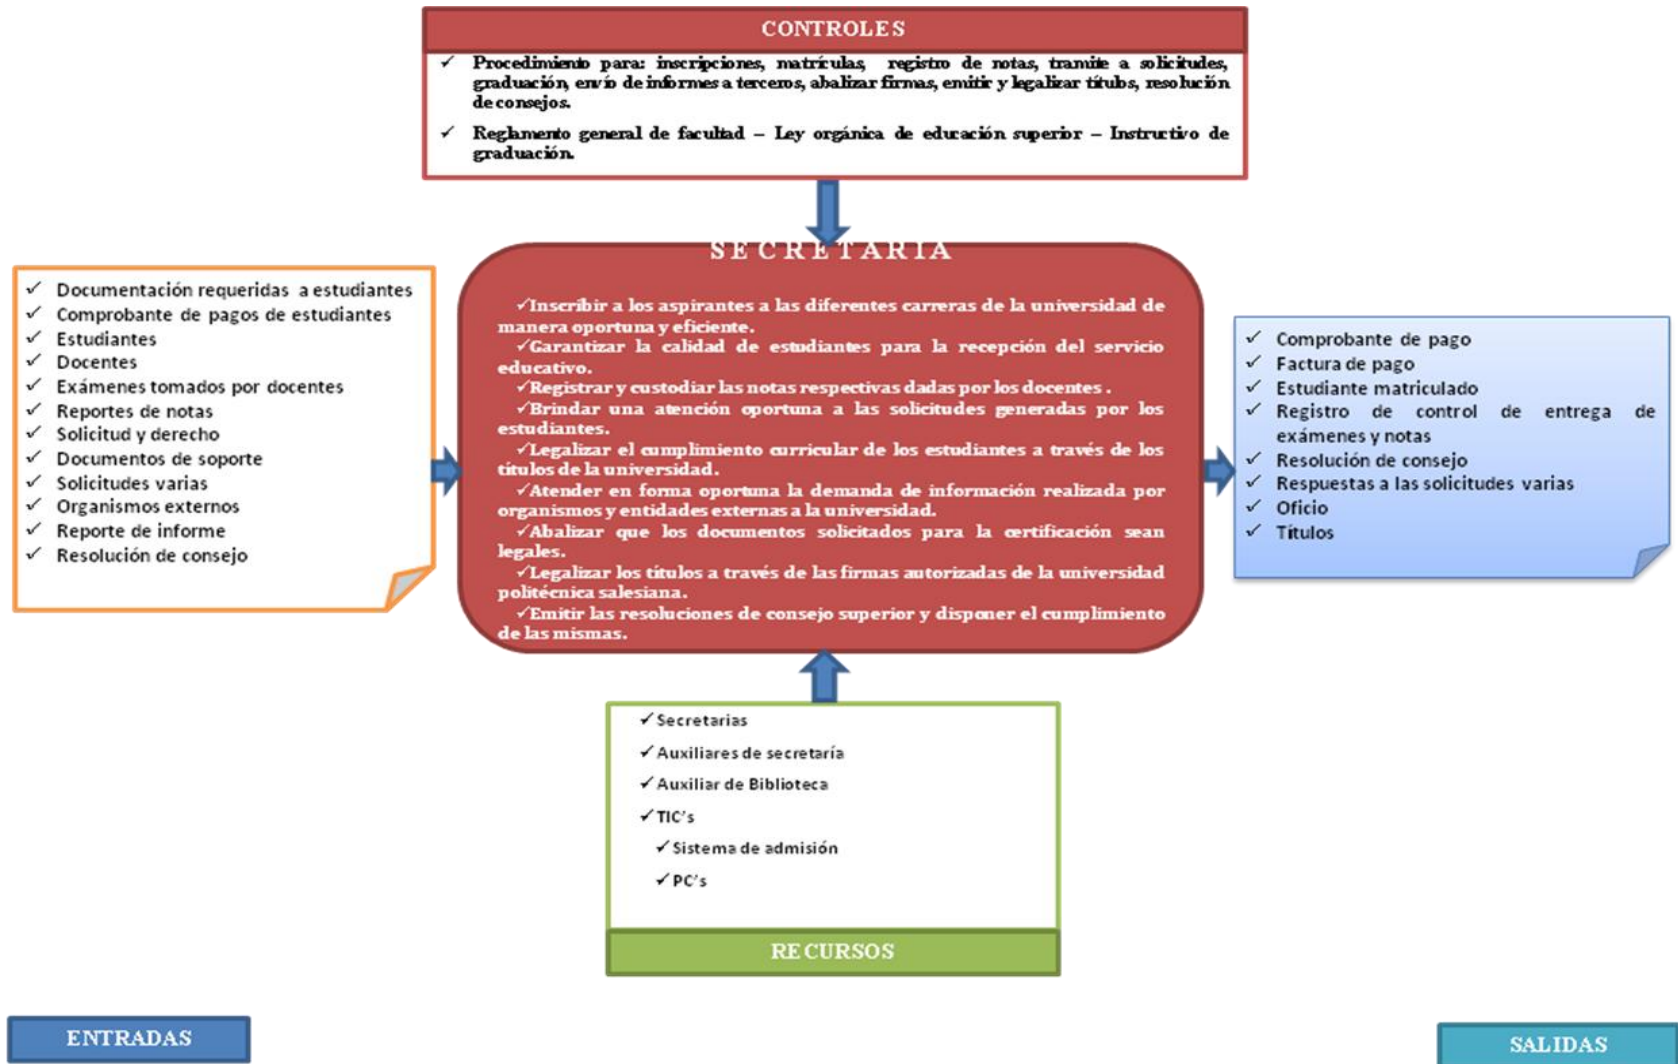 CONTROLES
✓ Procedimiento para: inscripciones, matrículas, registro de notas, tramite a solicitudes,
graduación, envío de informes a terceros, abalizar firmas, emitir y legalizar títulos, resolución
de consejos.
✓ Reglamento general de facultad – Ley orgánica de educación superior – Instructivo de
graduación.
✓ Documentación requeridas a estudiantes
✓ Comprobante de pagos de estudiantes
✓ Estudiantes
✓ Docentes
✓ Exámenes tomados por docentes
✓ Reportes de notas
✓ Solicitud y derecho
✓ Documentos de soporte
✓ Solicitudes varias
✓ Organismos externos
✓ Reporte de informe
✓ Resolución de consejo
SECRETARIA
✓Inscribir a los aspirantes a las diferentes carreras de la universidad de
manera oportuna y eficiente.
✓Garantizar la calidad de estudiantes para la recepción del servicio
educativo.
✓Registrar y custodiar las notas respectivas dadas por los docentes .
✓Brindar una atención oportuna a las solicitudes generadas por los
estudiantes.
✓Legalizar el cumplimiento curricular de los estudiantes a través de los
títulos de la universidad.
✓Atender en forma oportuna la demanda de información realizada por
organismos y entidades externas a la universidad.
✓Abalizar que los documentos solicitados para la certificación sean
legales.
✓Legalizar los títulos a través de las firmas autorizadas de la universidad
politécnica salesiana.
✓Emitir las resoluciones de consejo superior y disponer el cumplimiento
de las mismas.
✓ Comprobante de pago
✓ Factura de pago
✓ Estudiante matriculado
✓ Registro de control de entrega de
exámenes y notas
✓ Resolución de consejo
✓ Respuestas a las solicitudes varias
✓ Oficio
✓ Títulos
✓ Secretarias
✓ Auxiliares de secretaría
✓ Auxiliar de Biblioteca
✓ TIC's
✓ Sistema de admisión
✓ PC's
RECURSOS
ENTRADAS
SALIDAS